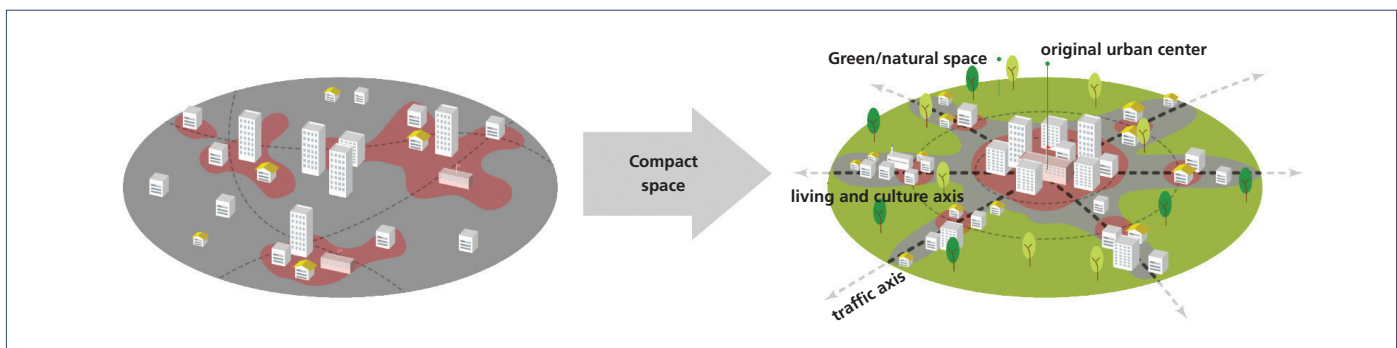 Compact
space
Green/natural space
original urban center
living and culture axis
traffic axis